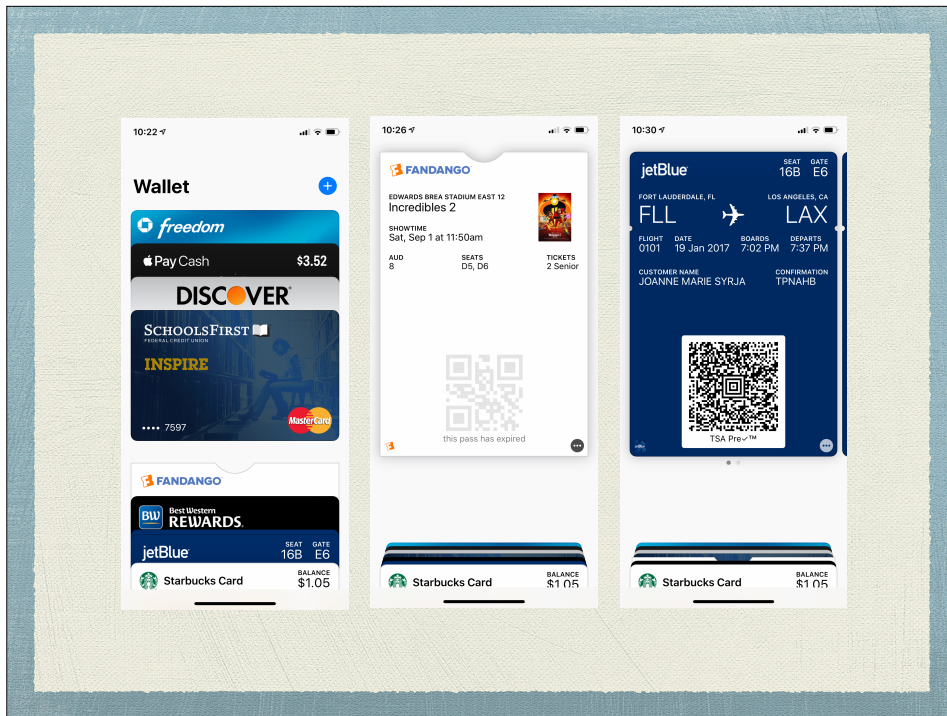 10:22
Wallet
freedom
Pay Cash $3.52
DISCOVER
SCHOOLSFIRST
FEDERAL CREDIT UNION
INSPIRE
•••• 7597
MasterCard
FANDANGO
BW Best Western
REWARDS.
jetBlue SEAT GATE
16B E6
Starbucks Card BALANCE
$1.05
10:26
FANDANGO
EDWARDS BREA STADIUM EAST 12
Incredibles 2
SHOWTIME
Sat, Sep 1 at 11:50am
AUD SEATS TICKETS
8 D5, D6 2 Senior
this pass has expired
Starbucks Card BALANCE
$1.05
10:30
jetBlue SEAT GATE
16B E6
FORT LAUDERDALE, FL LOS ANGELES, CA
FLL LAX
FLIGHT DATE BOARDS DEPARTS
0101 19 Jan 2017 7:02 PM 7:37 PM
CUSTOMER NAME CONFIRMATION
JOANNE MARIE SYRJA TPNAHB
TSA Pre✓™
Starbucks Card BALANCE
$1.05